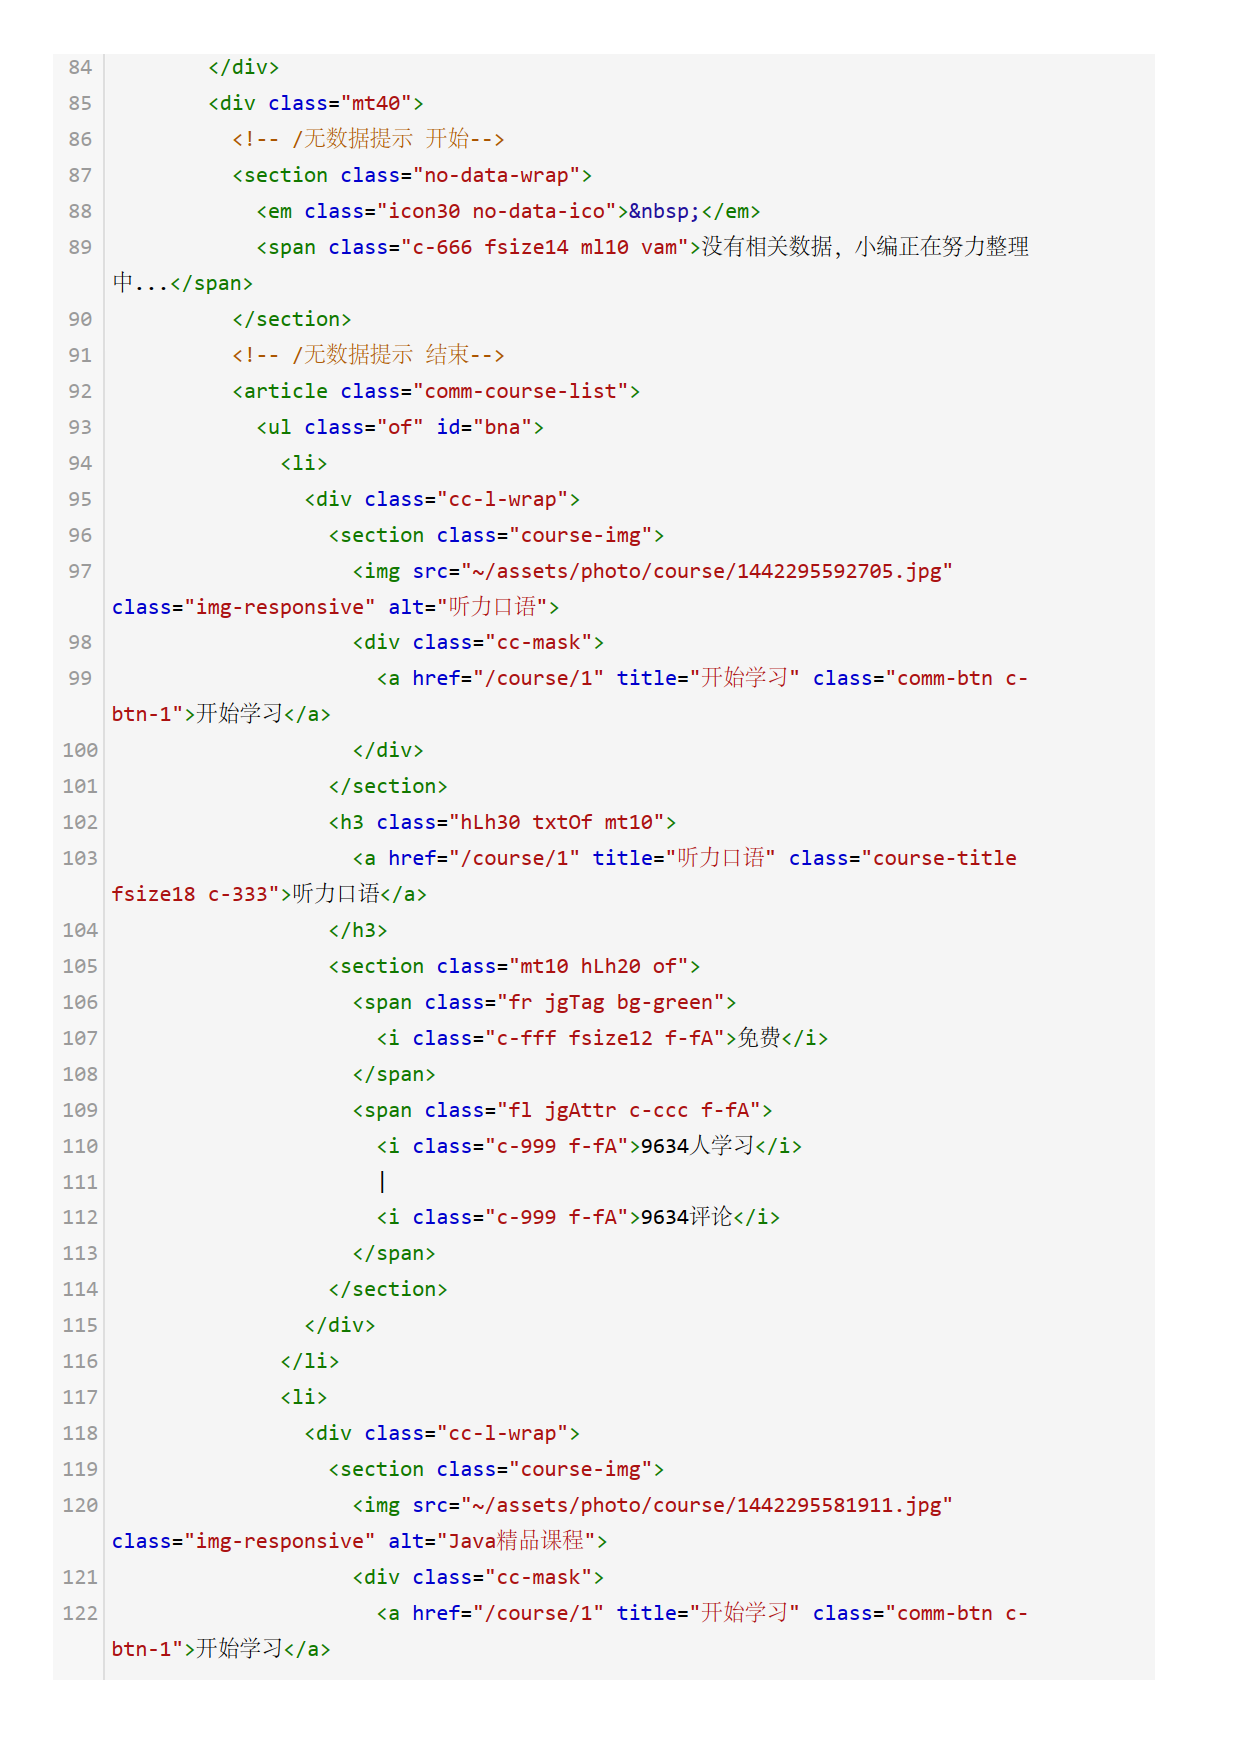 84         </div>
85         <div class="mt40">
86           <!-- /无数据提示 开始-->
87           <section class="no-data-wrap">
88             <em class="icon30 no-data-ico">&nbsp;</em>
89             <span class="c-666 fsize14 ml10 vam">没有相关数据，小编正在努力整理
中...</span>
90           </section>
91           <!-- /无数据提示 结束-->
92           <article class="comm-course-list">
93             <ul class="of" id="bna">
94               <li>
95                 <div class="cc-l-wrap">
96                   <section class="course-img">
97                     <img src="~/assets/photo/course/1442295592705.jpg"
class="img-responsive" alt="听力口语">
98                     <div class="cc-mask">
99                       <a href="/course/1" title="开始学习" class="comm-btn c-
btn-1">开始学习</a>
100                     </div>
101                   </section>
102                   <h3 class="hLh30 txtOf mt10">
103                     <a href="/course/1" title="听力口语" class="course-title
fsize18 c-333">听力口语</a>
104                   </h3>
105                   <section class="mt10 hLh20 of">
106                     <span class="fr jgTag bg-green">
107                       <i class="c-fff fsize12 f-fA">免费</i>
108                     </span>
109                     <span class="fl jgAttr c-ccc f-fA">
110                       <i class="c-999 f-fA">9634人学习</i>
111                       |
112                       <i class="c-999 f-fA">9634评论</i>
113                     </span>
114                   </section>
115                 </div>
116               </li>
117               <li>
118                 <div class="cc-l-wrap">
119                   <section class="course-img">
120                     <img src="~/assets/photo/course/1442295581911.jpg"
class="img-responsive" alt="Java精品课程">
121                     <div class="cc-mask">
122                       <a href="/course/1" title="开始学习" class="comm-btn c-
btn-1">开始学习</a>